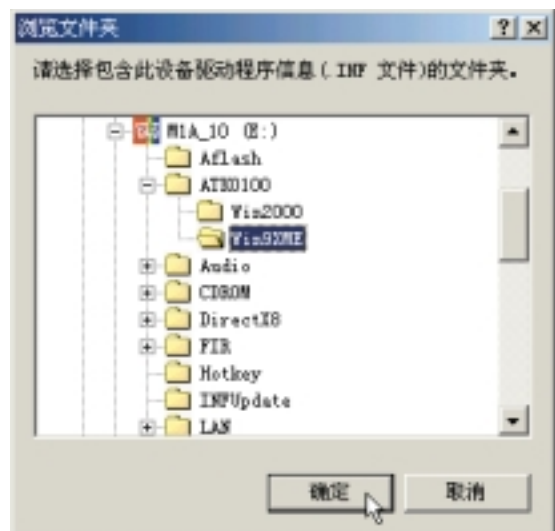 浏览文件夹
请选择包含此设备驱动程序信息(.INF 文件)的文件夹。
M1A_10 (E:)
Aflash
ATK0100
Win2000
Win9XME
Audio
CDROM
DirectX8
FIR
Hotkey
INFUpdate
LAN
确定
取消